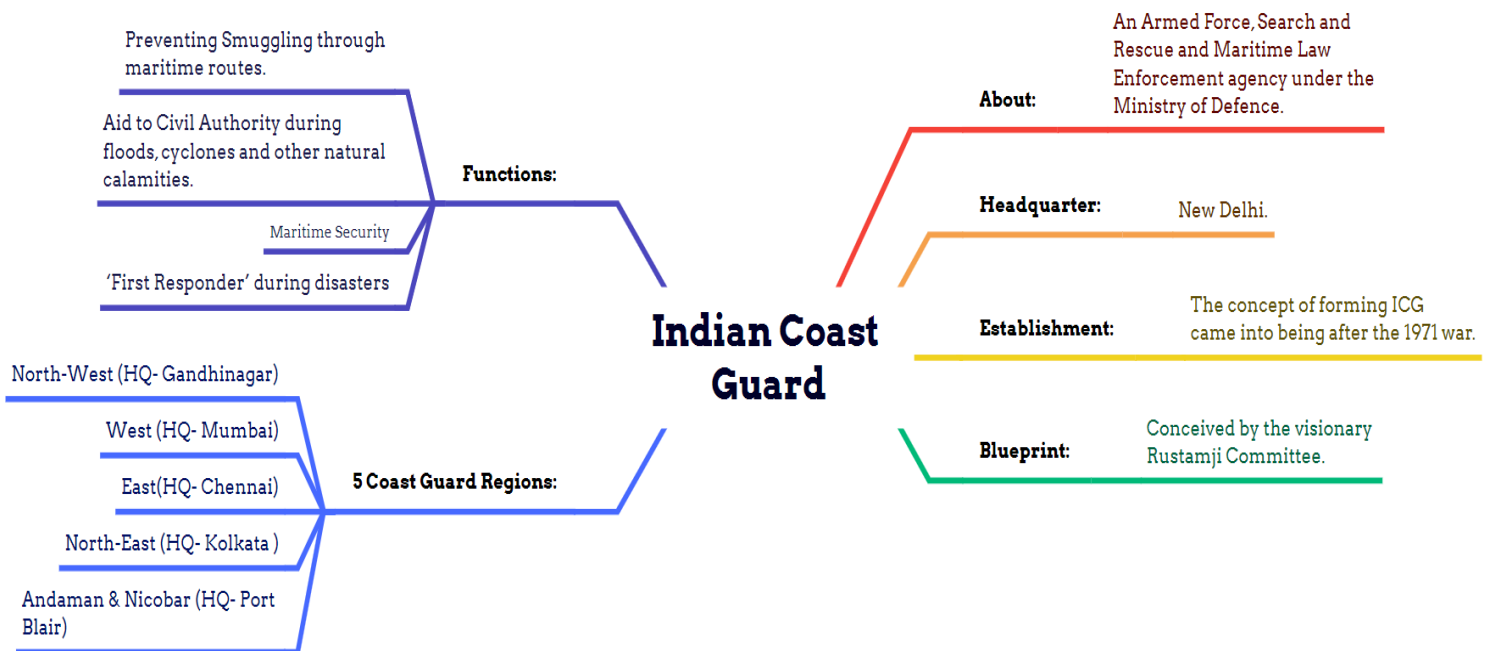 Indian Coast
Guard
About:
An Armed Force, Search and
Rescue and Maritime Law
Enforcement agency under the
Ministry of Defence.
Headquarter:
New Delhi.
Establishment:
The concept of forming ICG
came into being after the 1971 war.
Blueprint:
Conceived by the visionary
Rustamji Committee.
Functions:
Preventing Smuggling through
maritime routes.
Aid to Civil Authority during
floods, cyclones and other natural
calamities.
Maritime Security
‘First Responder’ during disasters
5 Coast Guard Regions:
North-West (HQ- Gandhinagar)
West (HQ- Mumbai)
East(HQ- Chennai)
North-East (HQ- Kolkata )
Andaman & Nicobar (HQ- Port
Blair)